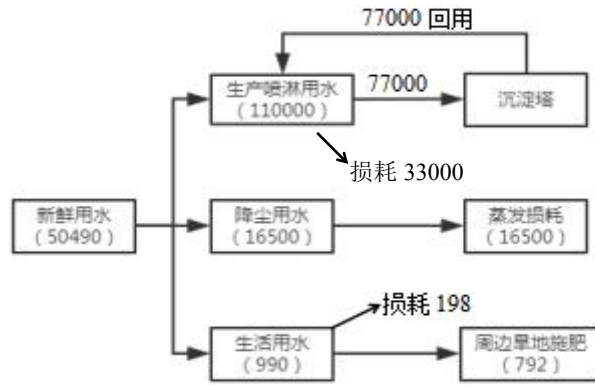 77000 回用
生产喷淋用水
（110000）
77000
沉淀塔
损耗 33000
新鲜用水
（50490）
降尘用水
（16500）
蒸发损耗
（16500）
损耗 198
生活用水
（990）
周边旱地施肥
（792）